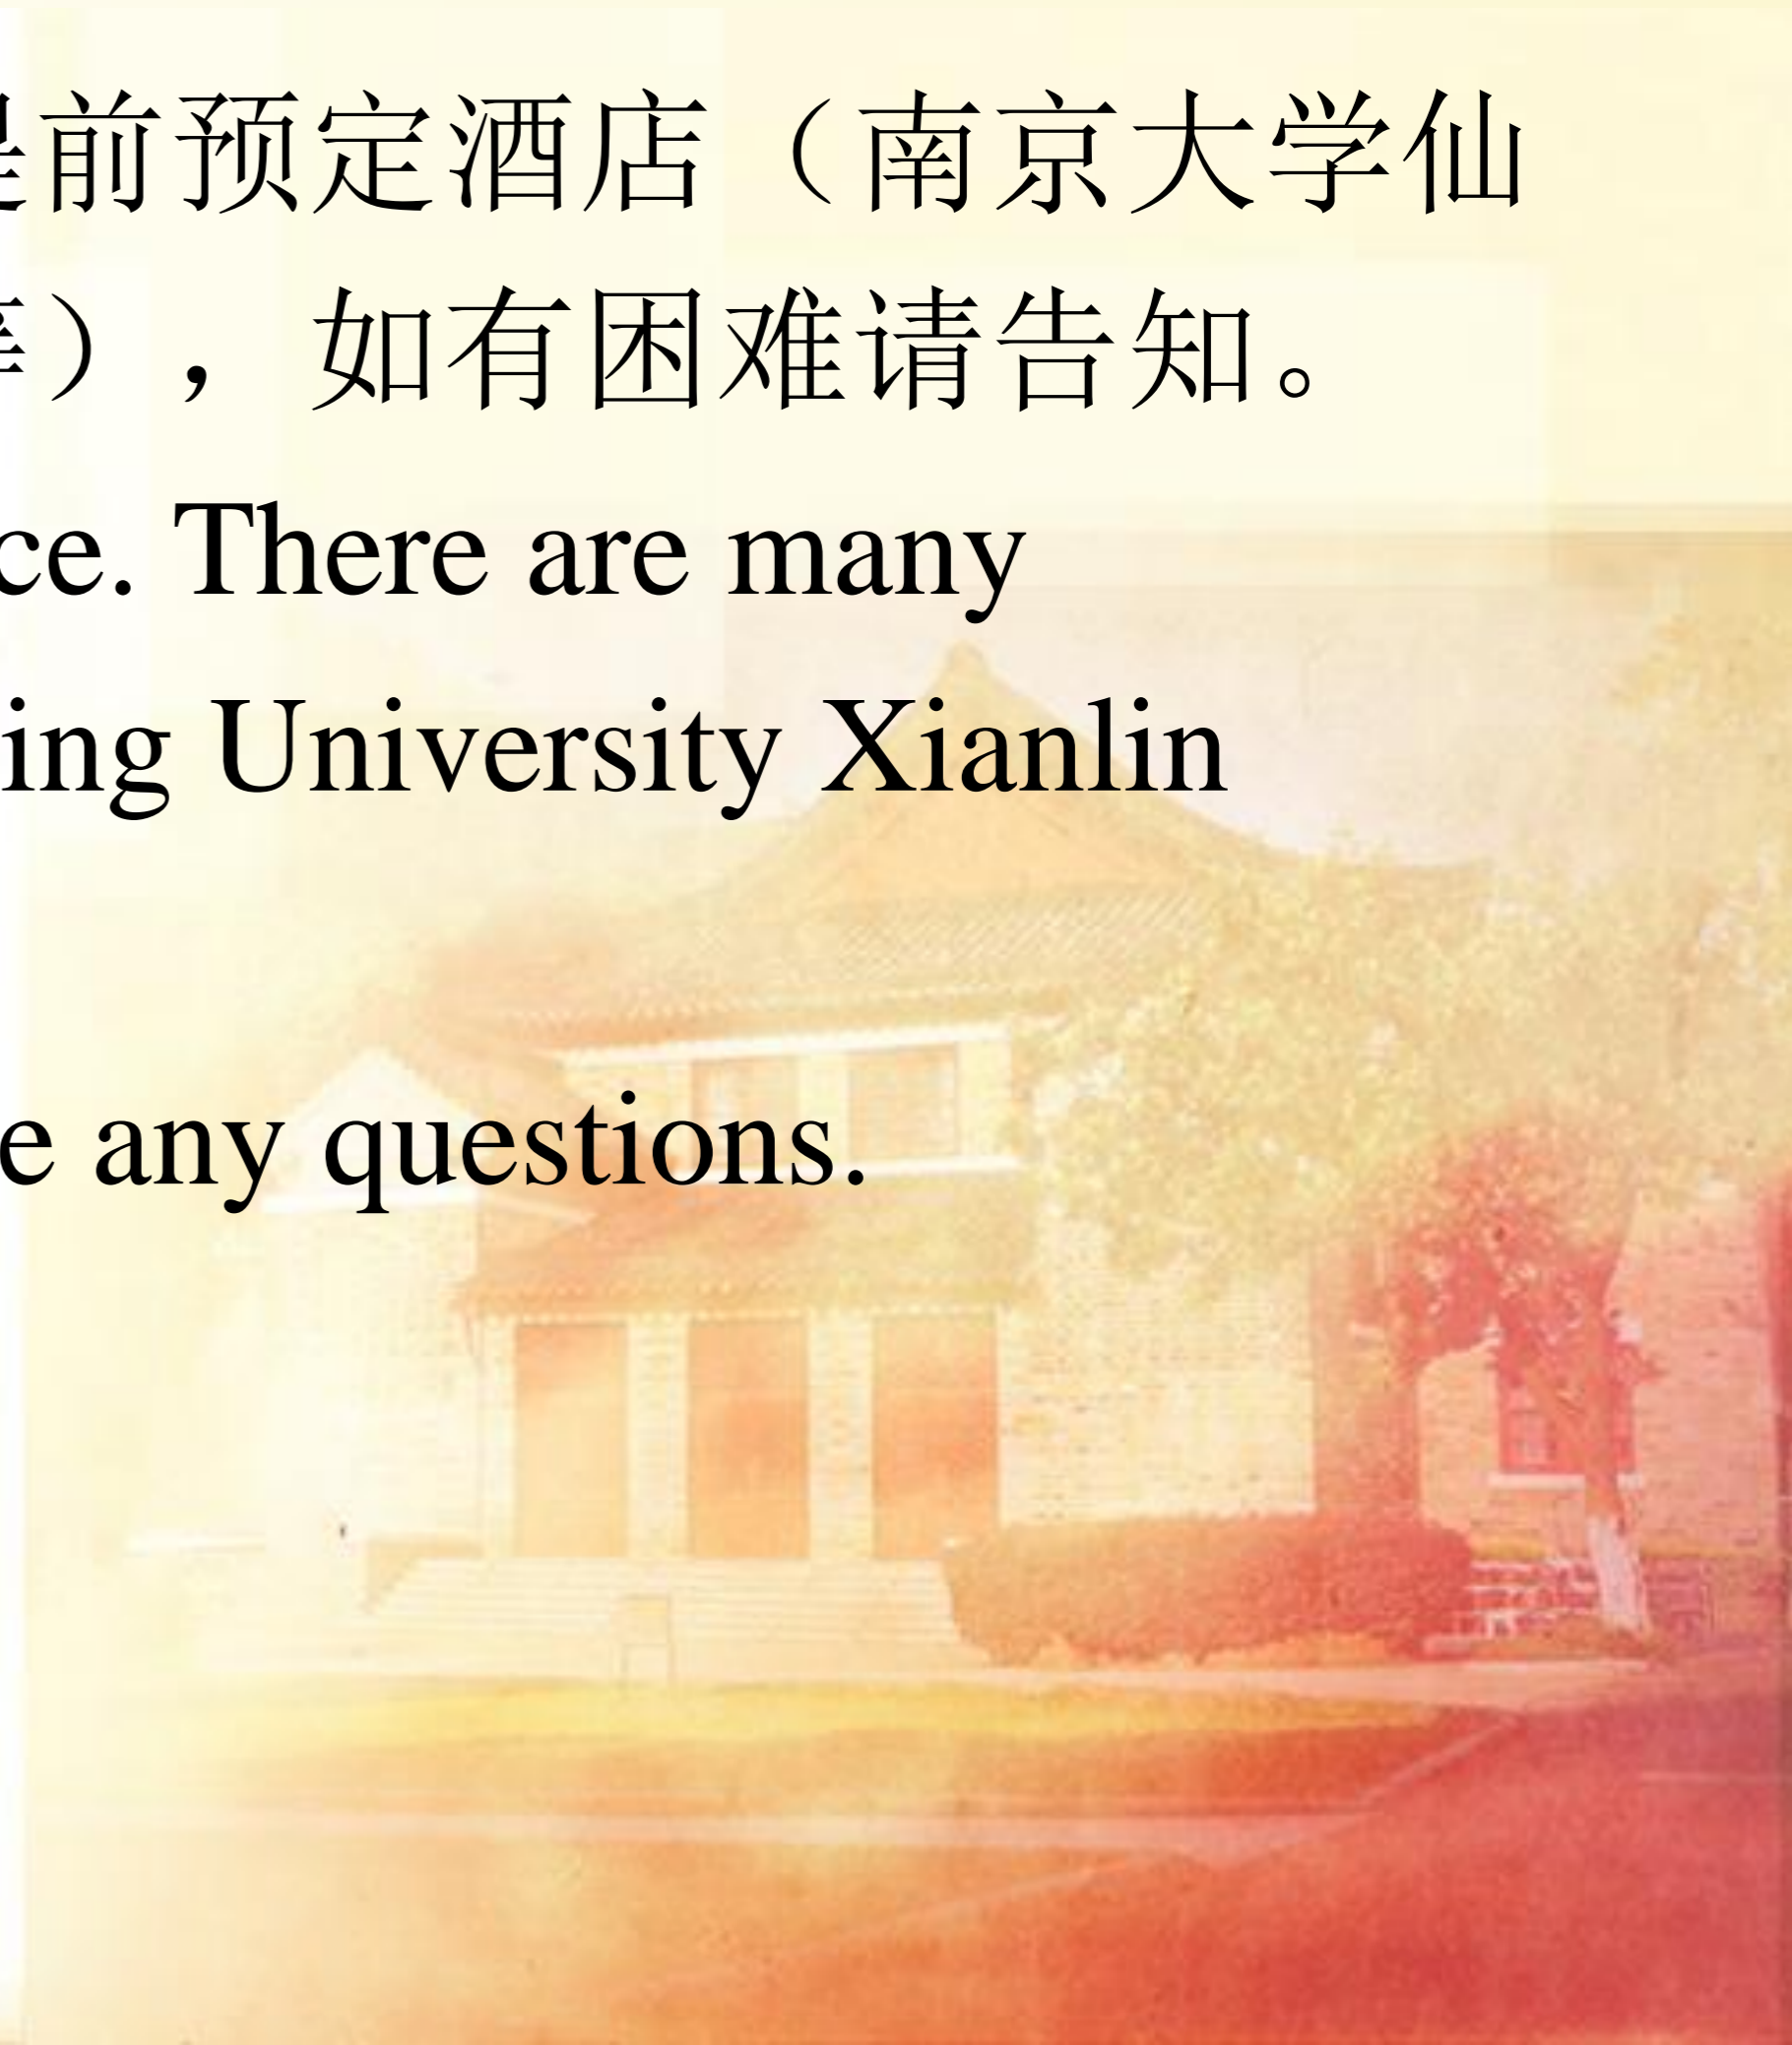 前预定酒店（南京大学仙
），如有困难请告知。
ce. There are many
ing University Xianlin
e any questions.